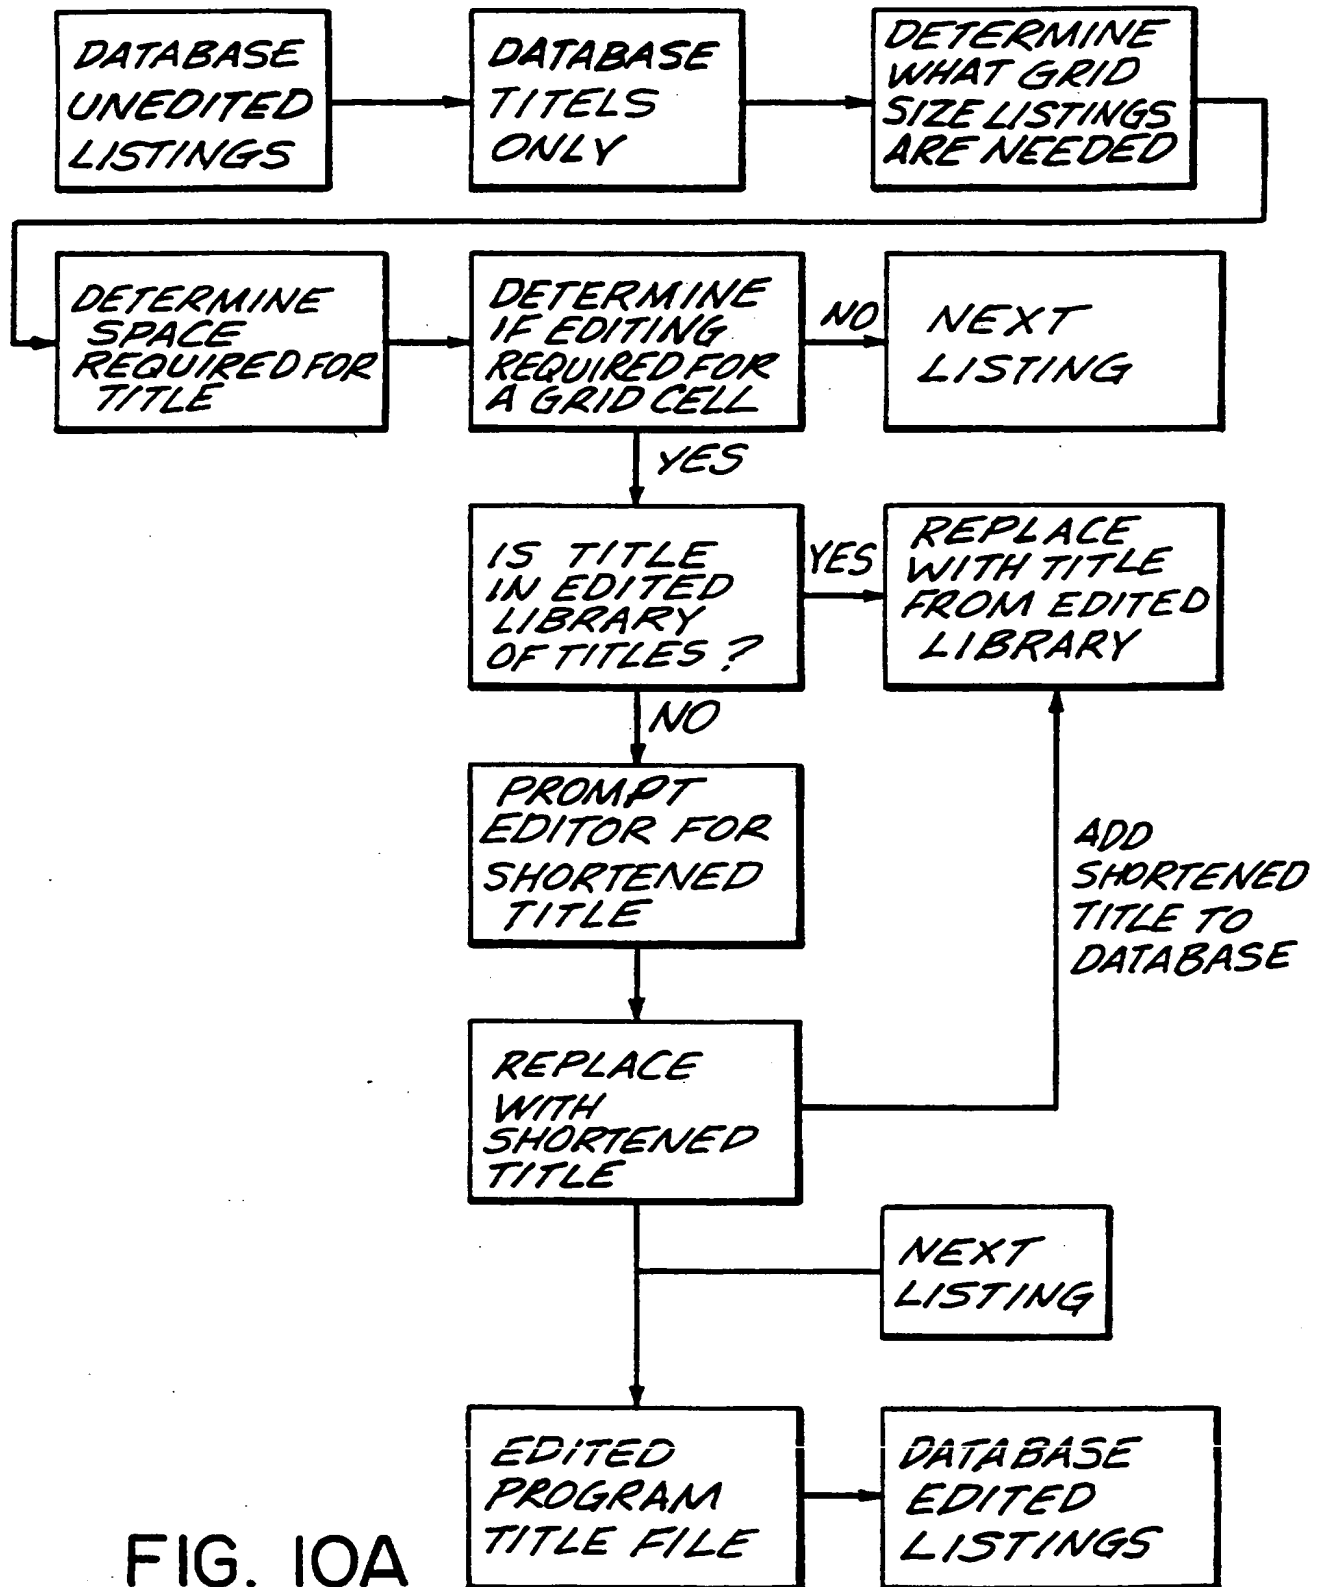 DATABASE
UNEDITED
LISTINGS
DATABASE
TITELS
ONLY
DETERMINE
WHAT GRID
SIZE LISTINGS
ARE NEEDED
DETERMINE
SPACE
REQUIRED FOR
TITLE
DETERMINE
IF EDITING
REQUIRED FOR
A GRID CELL
NO
NEXT
LISTING
YES
IS TITLE
IN EDITED
LIBRARY
OF TITLES?
YES
REPLACE
WITH TITLE
FROM EDITED
LIBRARY
NO
PROMPT
EDITOR FOR
SHORTENED
TITLE
ADD
SHORTENED
TITLE TO
DATABASE
REPLACE
WITH
SHORTENED
TITLE
NEXT
LISTING
EDITED
PROGRAM
TITLE FILE
DATABASE
EDITED
LISTINGS
FIG. 10A